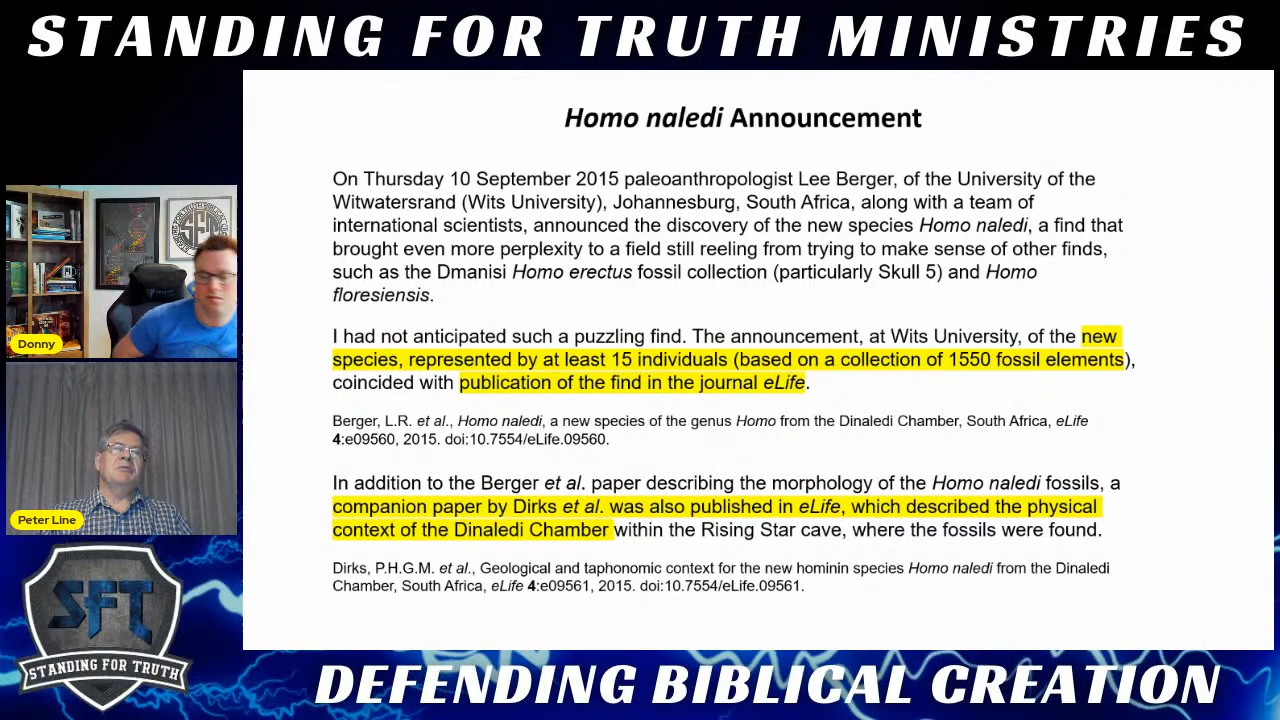 STANDING FOR TRUTH MINISTRIES
Homo naledi Announcement
On Thursday 10 September 2015 paleoanthropologist Lee Berger, of the University of the
Witwatersrand (Wits University), Johannesburg, South Africa, along with a team of
international scientists, announced the discovery of the new species Homo naledi, a find that
brought even more perplexity to a field still reeling from trying to make sense of other finds,
such as the Dmanisi Homo erectus fossil collection (particularly Skull 5) and Homo
floresiensis.
I had not anticipated such a puzzling find. The announcement, at Wits University, of the new
species, represented by at least 15 individuals (based on a collection of 1550 fossil elements),
coincided with publication of the find in the journal eLife.
Berger, L.R. et al., Homo naledi, a new species of the genus Homo from the Dinaledi Chamber, South Africa, eLife
4:e09560, 2015. doi:10.7554/eLife.09560.
In addition to the Berger et al. paper describing the morphology of the Homo naledi fossils, a
companion paper by Dirks et al. was also published in eLife, which described the physical
context of the Dinaledi Chamber within the Rising Star cave, where the fossils were found.
Dirks, P.H.G.M. et al., Geological and taphonomic context for the new hominin species Homo naledi from the Dinaledi
Chamber, South Africa, eLife 4:e09561, 2015. doi:10.7554/eLife.09561.
SFT
Donny
Peter Line
SFT
STANDING FOR TRUTH
DEFENDING BIBLICAL CREATION